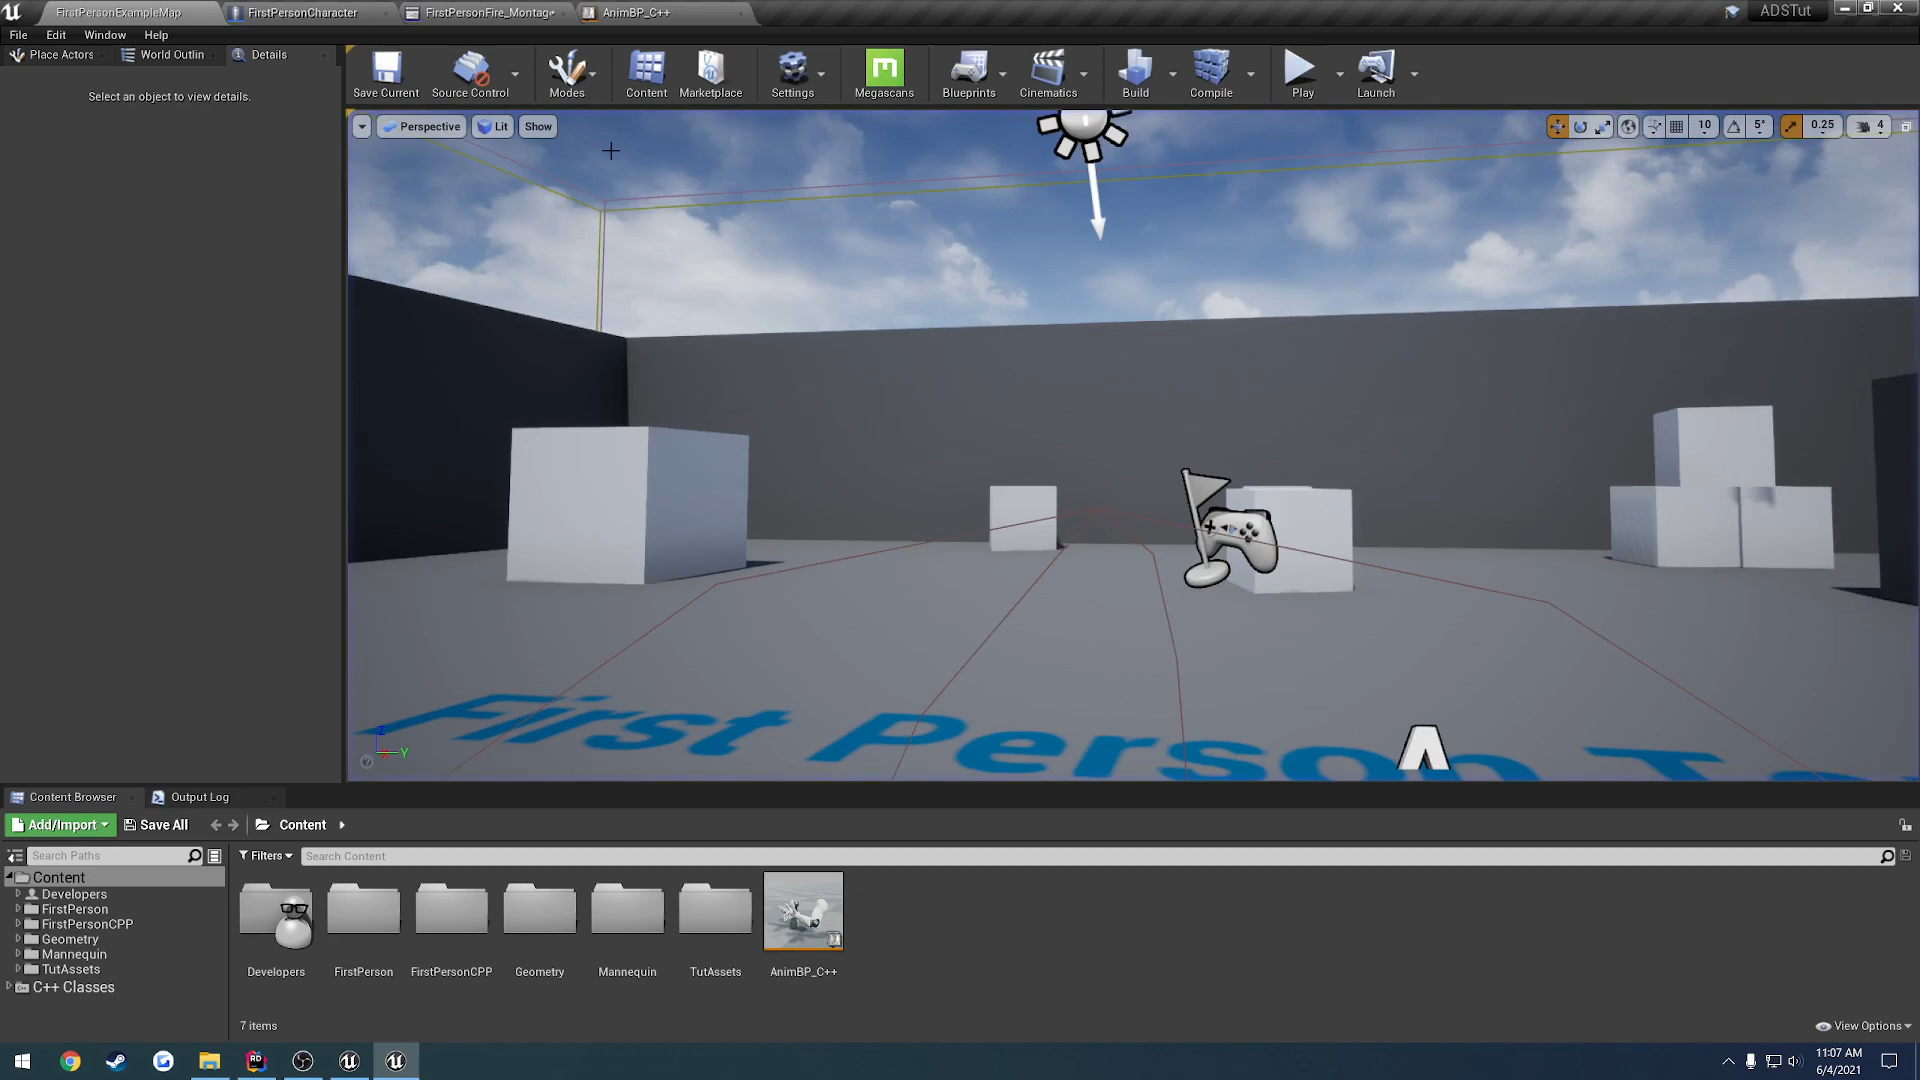 FirstPersonExampleMap
FirstPersonCharacter
FirstPersonFire_Montage*
AnimBP_C++
ADSTut
File Edit Window Help
Place Actors
World Outlin
Details
Select an object to view details.
Save Current
Source Control
Modes
Content
Marketplace
Settings
Megascans
Blueprints
Cinematics
Build
Compile
Play
Launch
Perspective
Lit
Show
10
5°
0.25
4
First Person Te
Z
X
Y
Content Browser
Output Log
Add/Import
Save All
Content
Search Paths
Filters
Search Content
Content
Developers
FirstPerson
FirstPersonCPP
Geometry
Mannequin
TutAssets
C++ Classes
Developers
FirstPerson
FirstPersonCPP
Geometry
Mannequin
TutAssets
AnimBP_C++
7 items
View Options
RD
11:07 AM
6/4/2021